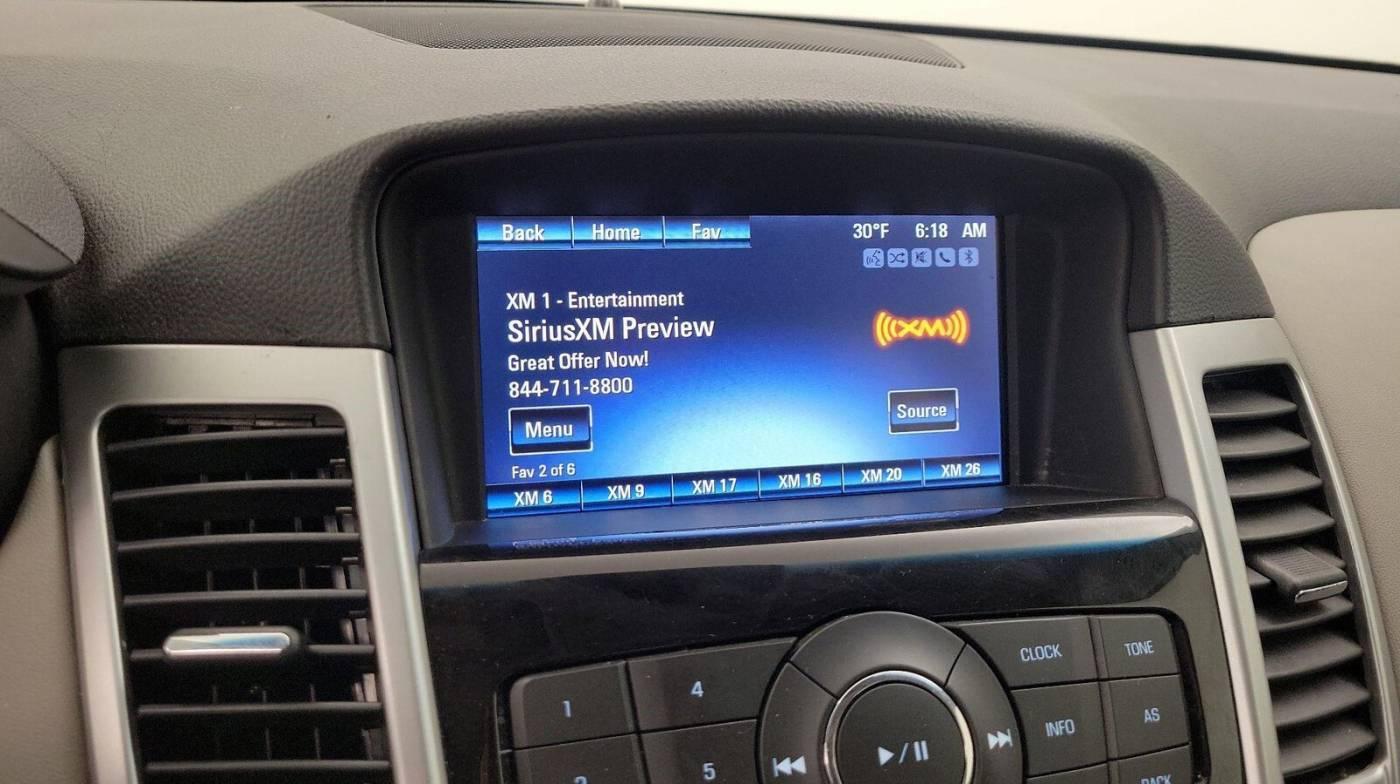 Back Home Fav 30°F 6:18 AM
XM 1 - Entertainment
SiriusXM Preview
((XM))
Great Offer Now!
844-711-8800
Menu
Source
Fav 2 of 6
XM 6 XM 9 XM 17 XM 16 XM 20 XM 26
1 4 CLOCK TONE
5 INFO AS
BACK